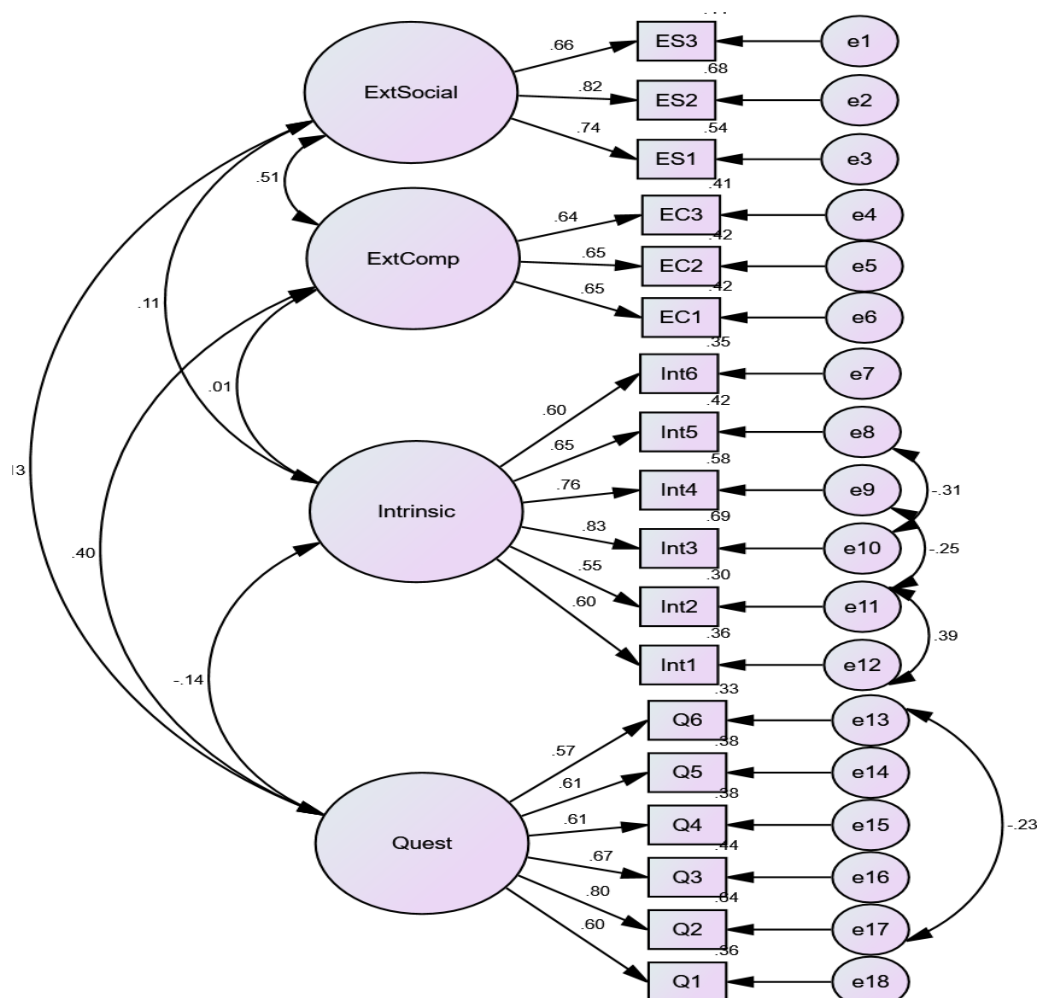 .66
ES3
e1
.68
ExtSocial
.82
ES2
e2
.54
.74
ES1
e3
.51
.41
.64
EC3
e4
.42
ExtComp
.65
EC2
e5
.42
.65
EC1
e6
.11
.35
Int6
e7
.01
.60
.42
Int5
e8
.65
.58
13
.76
Int4
e9
-.31
Intrinsic
.69
.83
Int3
e10
-.25
.40
.30
.55
Int2
e11
.60
.36
.39
Int1
e12
-.14
.33
Q6
e13
.57
.38
.61
Q5
e14
.38
.61
Q4
e15
-.23
Quest
.44
.67
Q3
e16
.64
.80
Q2
e17
.60
.36
Q1
e18